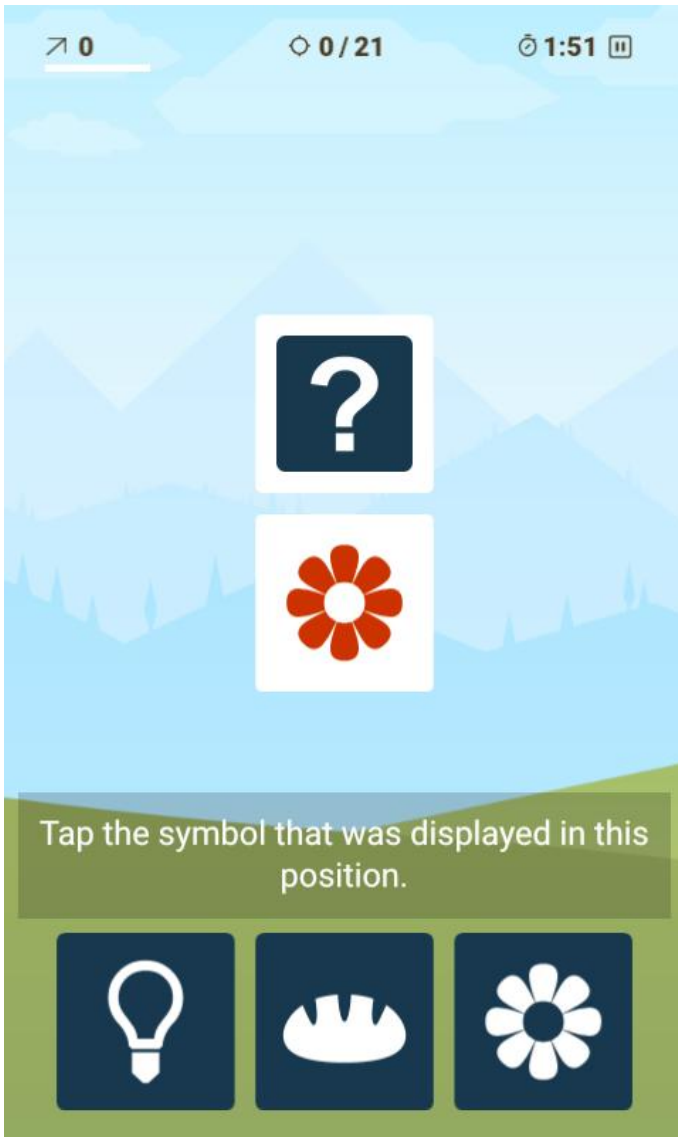 0 0 / 21 1:51
?
Tap the symbol that was displayed in this
position.